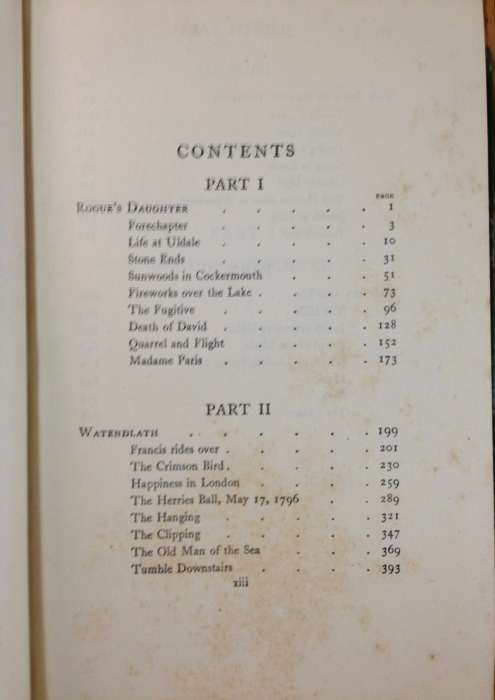 CONTENTS
PART I
PAGE
ROGUE'S DAUGHTER . . . . . 1
Forechapter . . . . . 3
Life at Uldale . . . . . 10
Stone Ends . . . . . 31
Sunwoods in Cockermouth . . . 51
Fireworks over the Lake . . . . 73
The Fugitive . . . . . 96
Death of David . . . . . 128
Quarrel and Flight . . . . 152
Madame Paris . . . . . 173
PART II
WATENDLATH . . . . . . 199
Francis rides over . . . . . 201
The Crimson Bird . . . . . 230
Happiness in London . . . . 259
The Herries Ball, May 17, 1796 . . 289
The Hanging . . . . . 321
The Clipping . . . . . 347
The Old Man of the Sea . . . 369
Tumble Downstairs . . . . 393
xiii